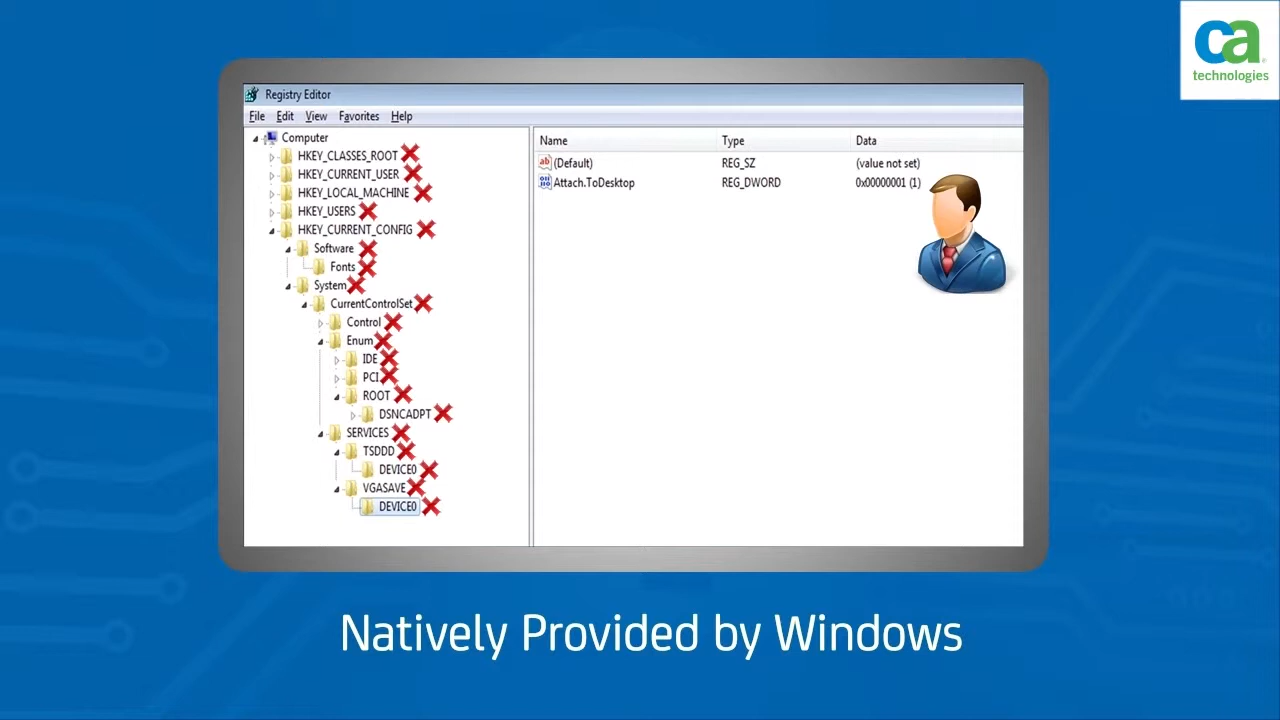 ca
technologies
Registry Editor
File Edit View Favorites Help
Computer
HKEY_CLASSES_ROOT
HKEY_CURRENT_USER
HKEY_LOCAL_MACHINE
HKEY_USERS
HKEY_CURRENT_CONFIG
Software
Fonts
System
CurrentControlSet
Control
Enum
IDE
PCI
ROOT
DSNCADPT
SERVICES
TSDDD
DEVICE0
VGASAVE
DEVICE0
Name Type Data
ab (Default) REG_SZ (value not set)
Attach.ToDesktop REG_DWORD 0x00000001 (1)
Natively Provided by Windows